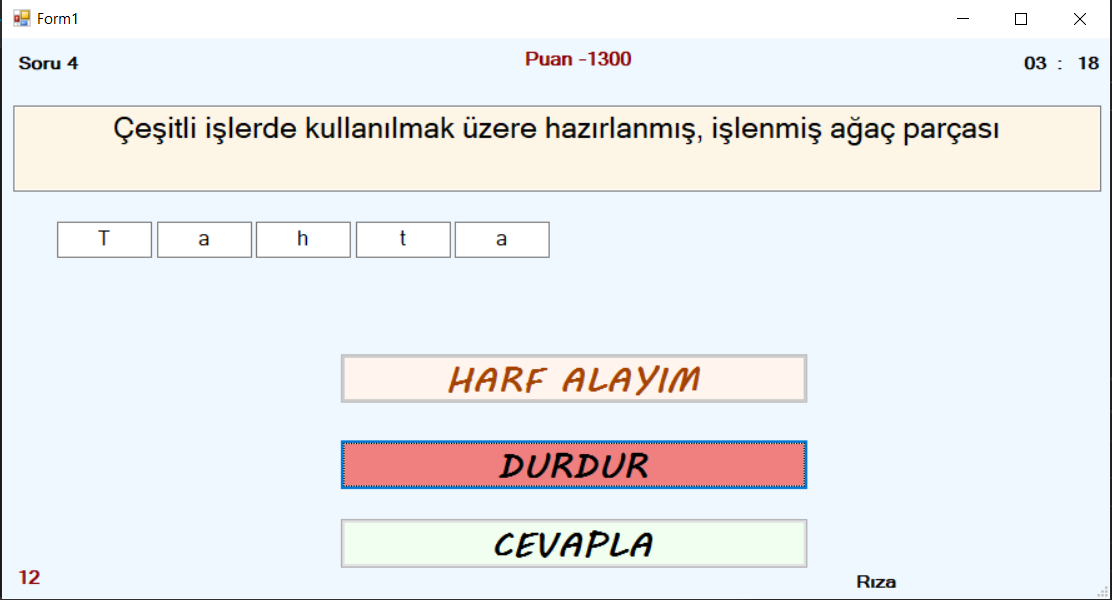 Form1
Soru 4
Puan -1300
03 : 18
Çeşitli işlerde kullanılmak üzere hazırlanmış, işlenmiş ağaç parçası
T a h t a
HARF ALAYIM
DURDUR
CEVAPLA
12
Rıza